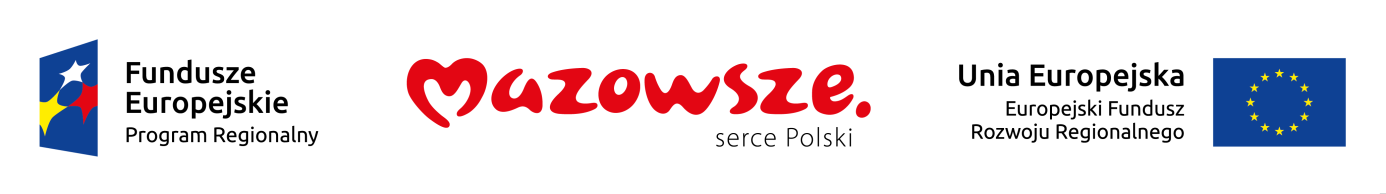 Fundusze
Europejskie
Program Regionalny
Mazowsze.
serce Polski
Unia Europejska
Europejski Fundusz
Rozwoju Regionalnego